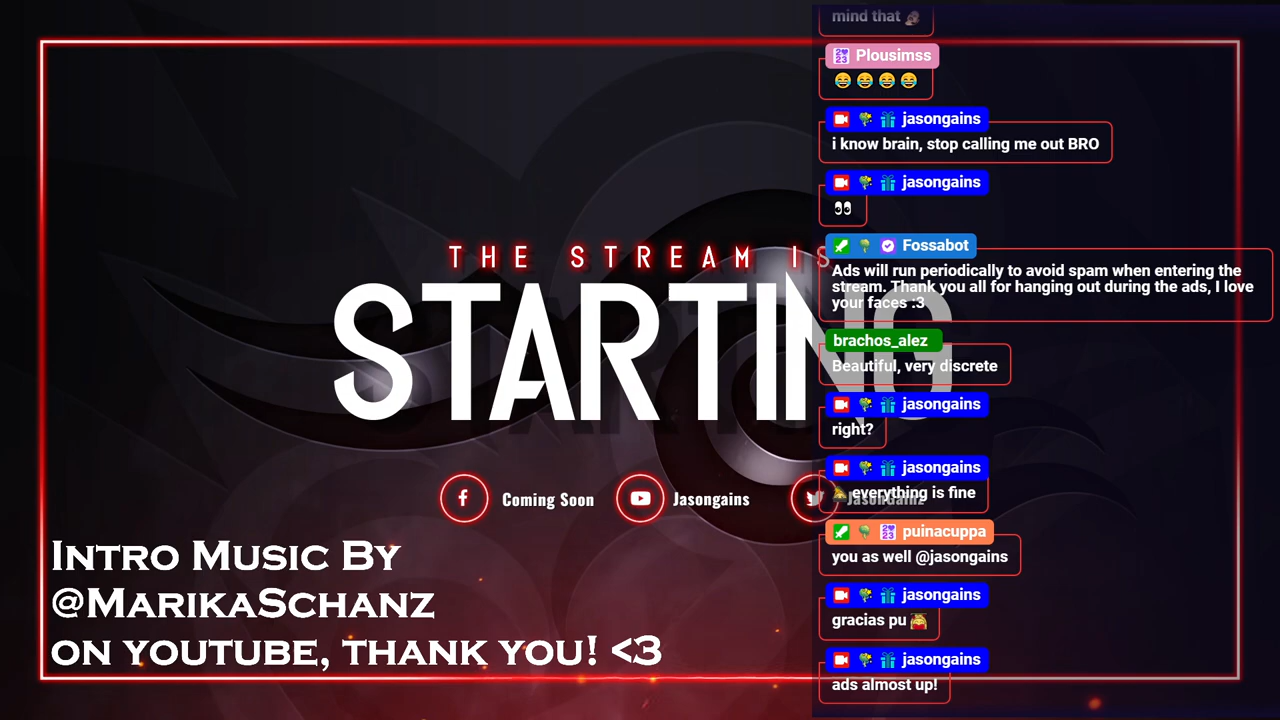 THE STREAM IS
STARTING
Coming Soon
Jasongains
JasonGainz
INTRO MUSIC BY
@MARIKASCHANZ
ON YOUTUBE, THANK YOU! <3
mind that
Plousimss
😂 😂 😂 😂
jasongains
i know brain, stop calling me out BRO
jasongains
👀
Fossabot
Ads will run periodically to avoid spam when entering the
stream. Thank you all for hanging out during the ads, I love
your faces :3
brachos_alez
Beautiful, very discrete
jasongains
right?
jasongains
everything is fine
puinacuppa
you as well @jasongains
jasongains
gracias pu
jasongains
ads almost up!